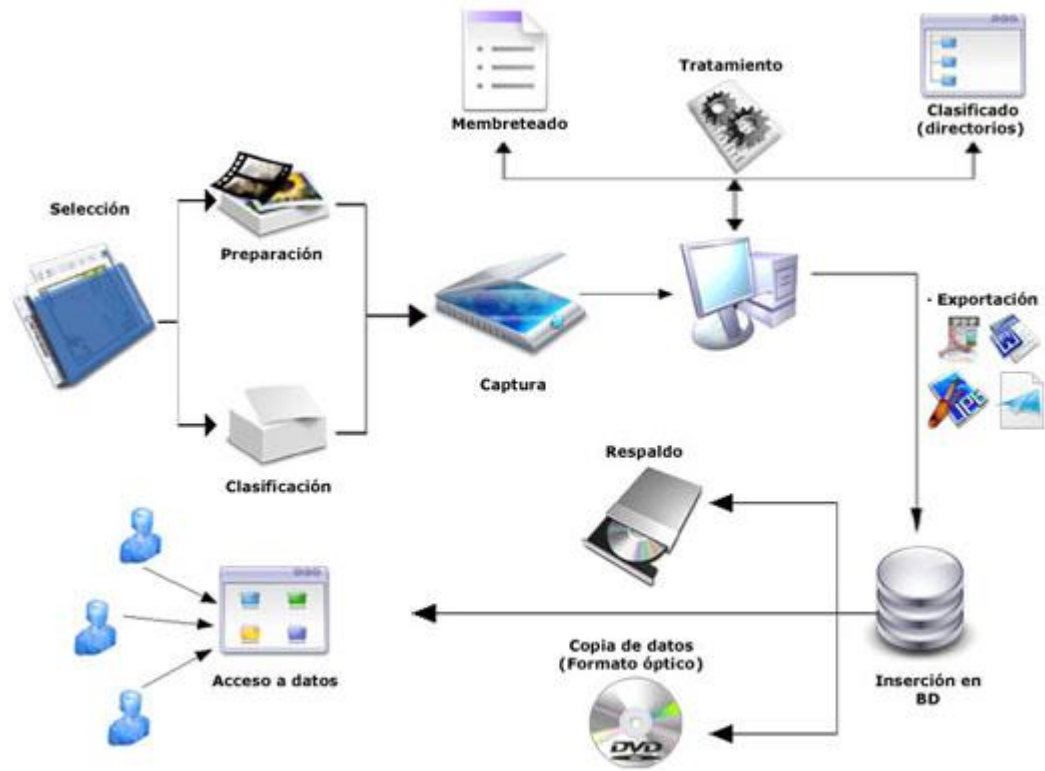 Membreteado
Tratamiento
Clasificado
(directorios)
Selección
Preparación
Captura
- Exportación
Clasificación
Respaldo
Copia de datos
(Formato óptico)
DVD
Acceso a datos
Inserción en
BD